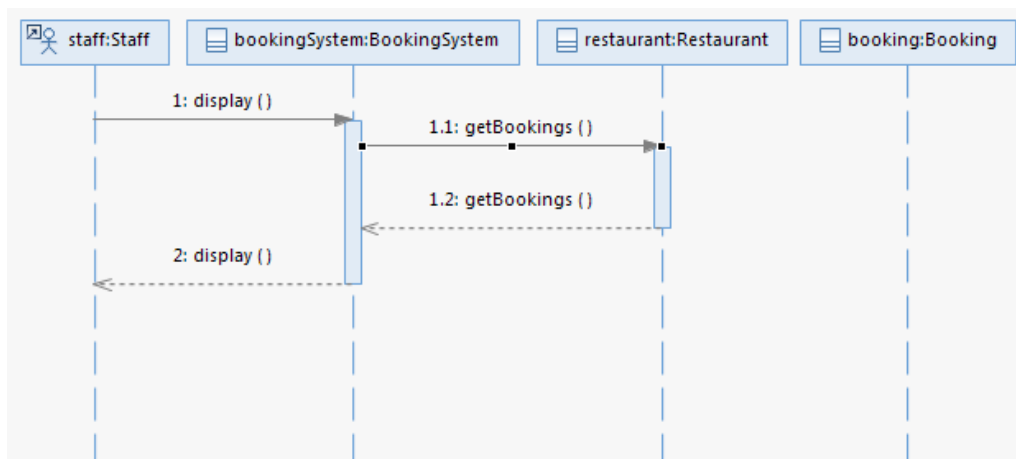 staff:Staff
bookingSystem:BookingSystem
restaurant:Restaurant
booking:Booking
1: display ( )
1.1: getBookings ( )
1.2: getBookings ( )
2: display ( )